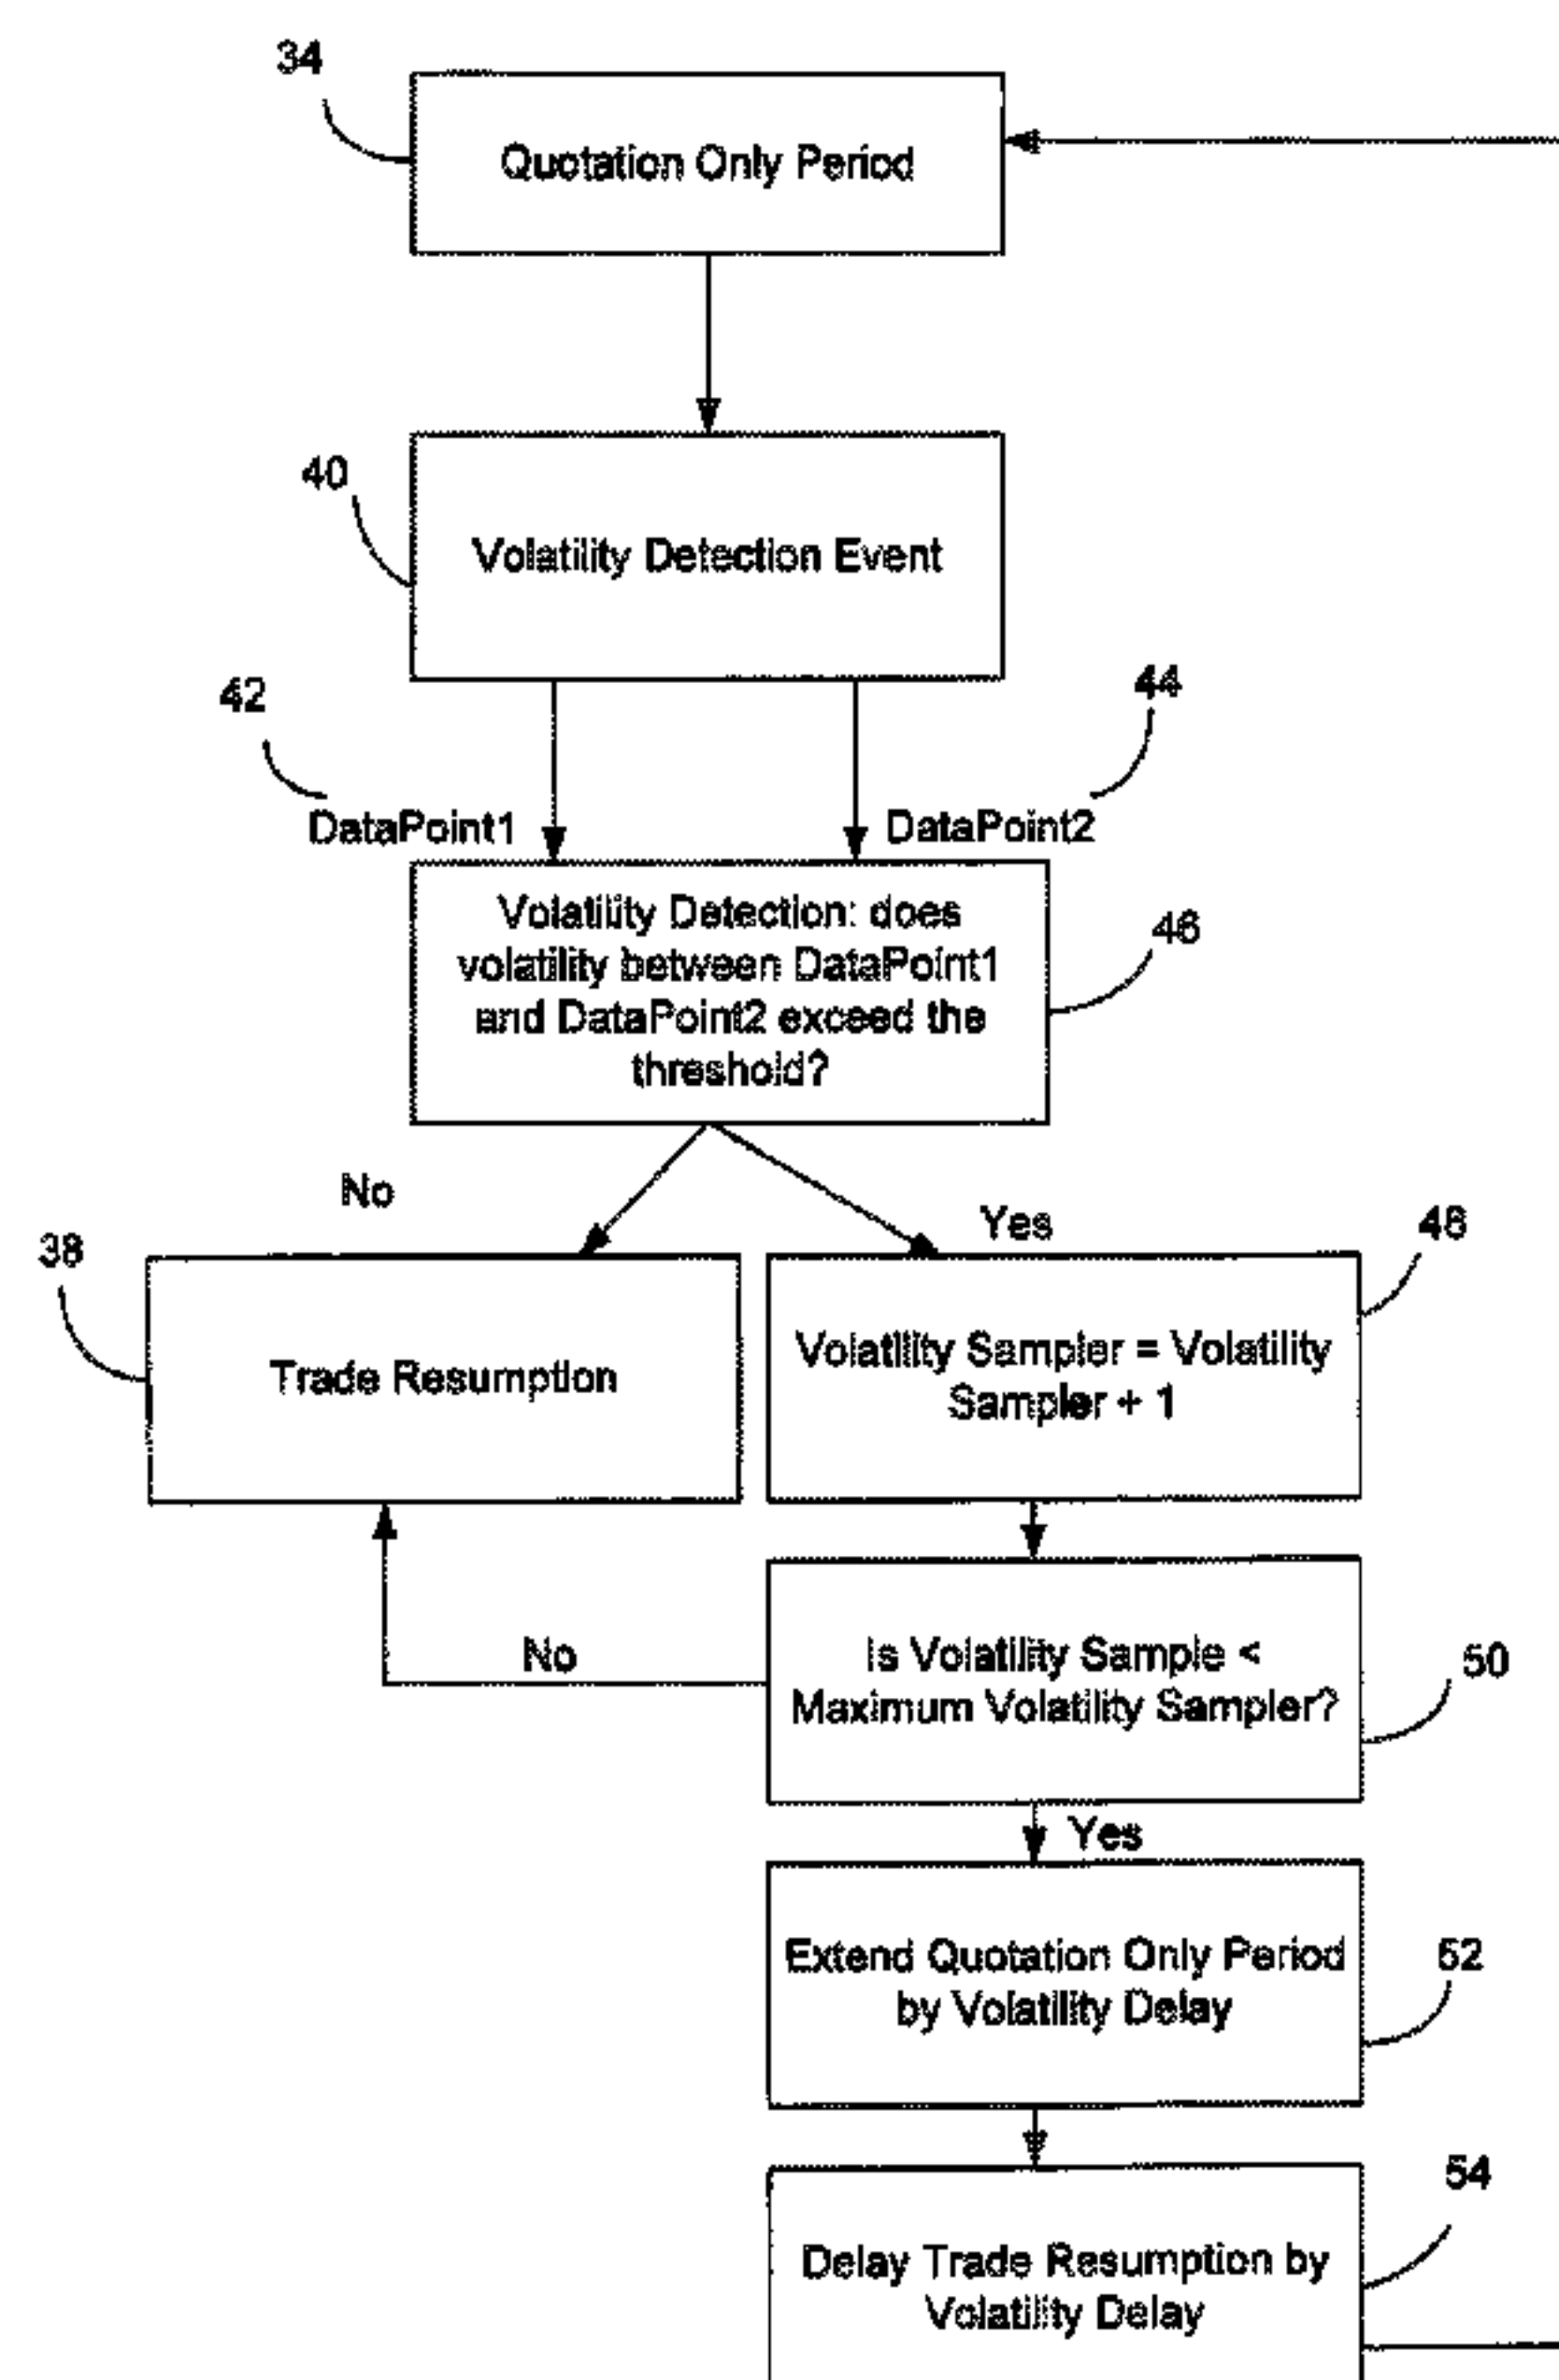 34
Quotation Only Period
40
Volatility Detection Event
42
44
DataPoint1
DataPoint2
Volatility Detection: does
volatility between DataPoint1
and DataPoint2 exceed the
threshold?
46
No
Yes
38
48
Trade Resumption
Volatility Sampler = Volatility
Sampler + 1
No
Is Volatility Sample <
Maximum Volatility Sampler?
50
Yes
Extend Quotation Only Period
by Volatility Delay
52
54
Delay Trade Resumption by
Volatility Delay